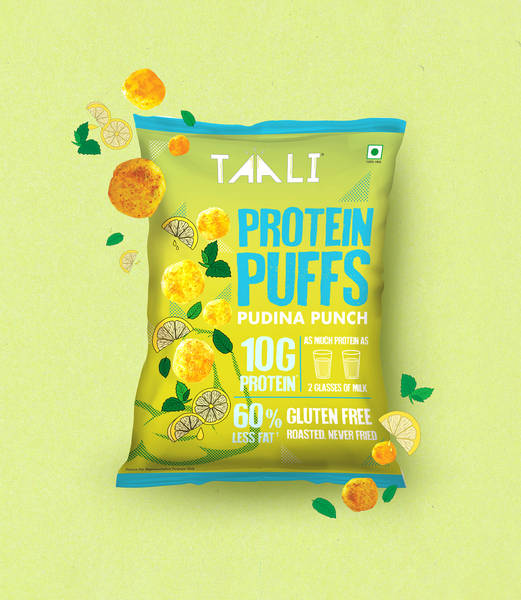 TAALI
PROTEIN
PUFFS
PUDINA PUNCH
10G
PROTEIN
AS MUCH PROTEIN AS
2 GLASSES OF MILK
60%
LESS FAT
GLUTEN FREE
ROASTED, NEVER FRIED